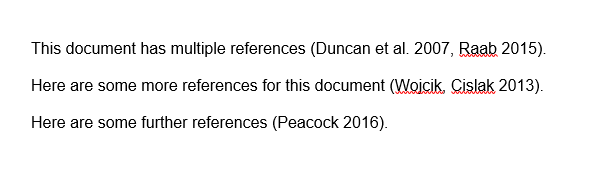 This document has multiple references (Duncan et al. 2007, Raab 2015).
Here are some more references for this document (Wojcik, Cislak 2013).
Here are some further references (Peacock 2016).